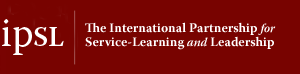 ipsl
The International Partnership for
Service-Learning and Leadership